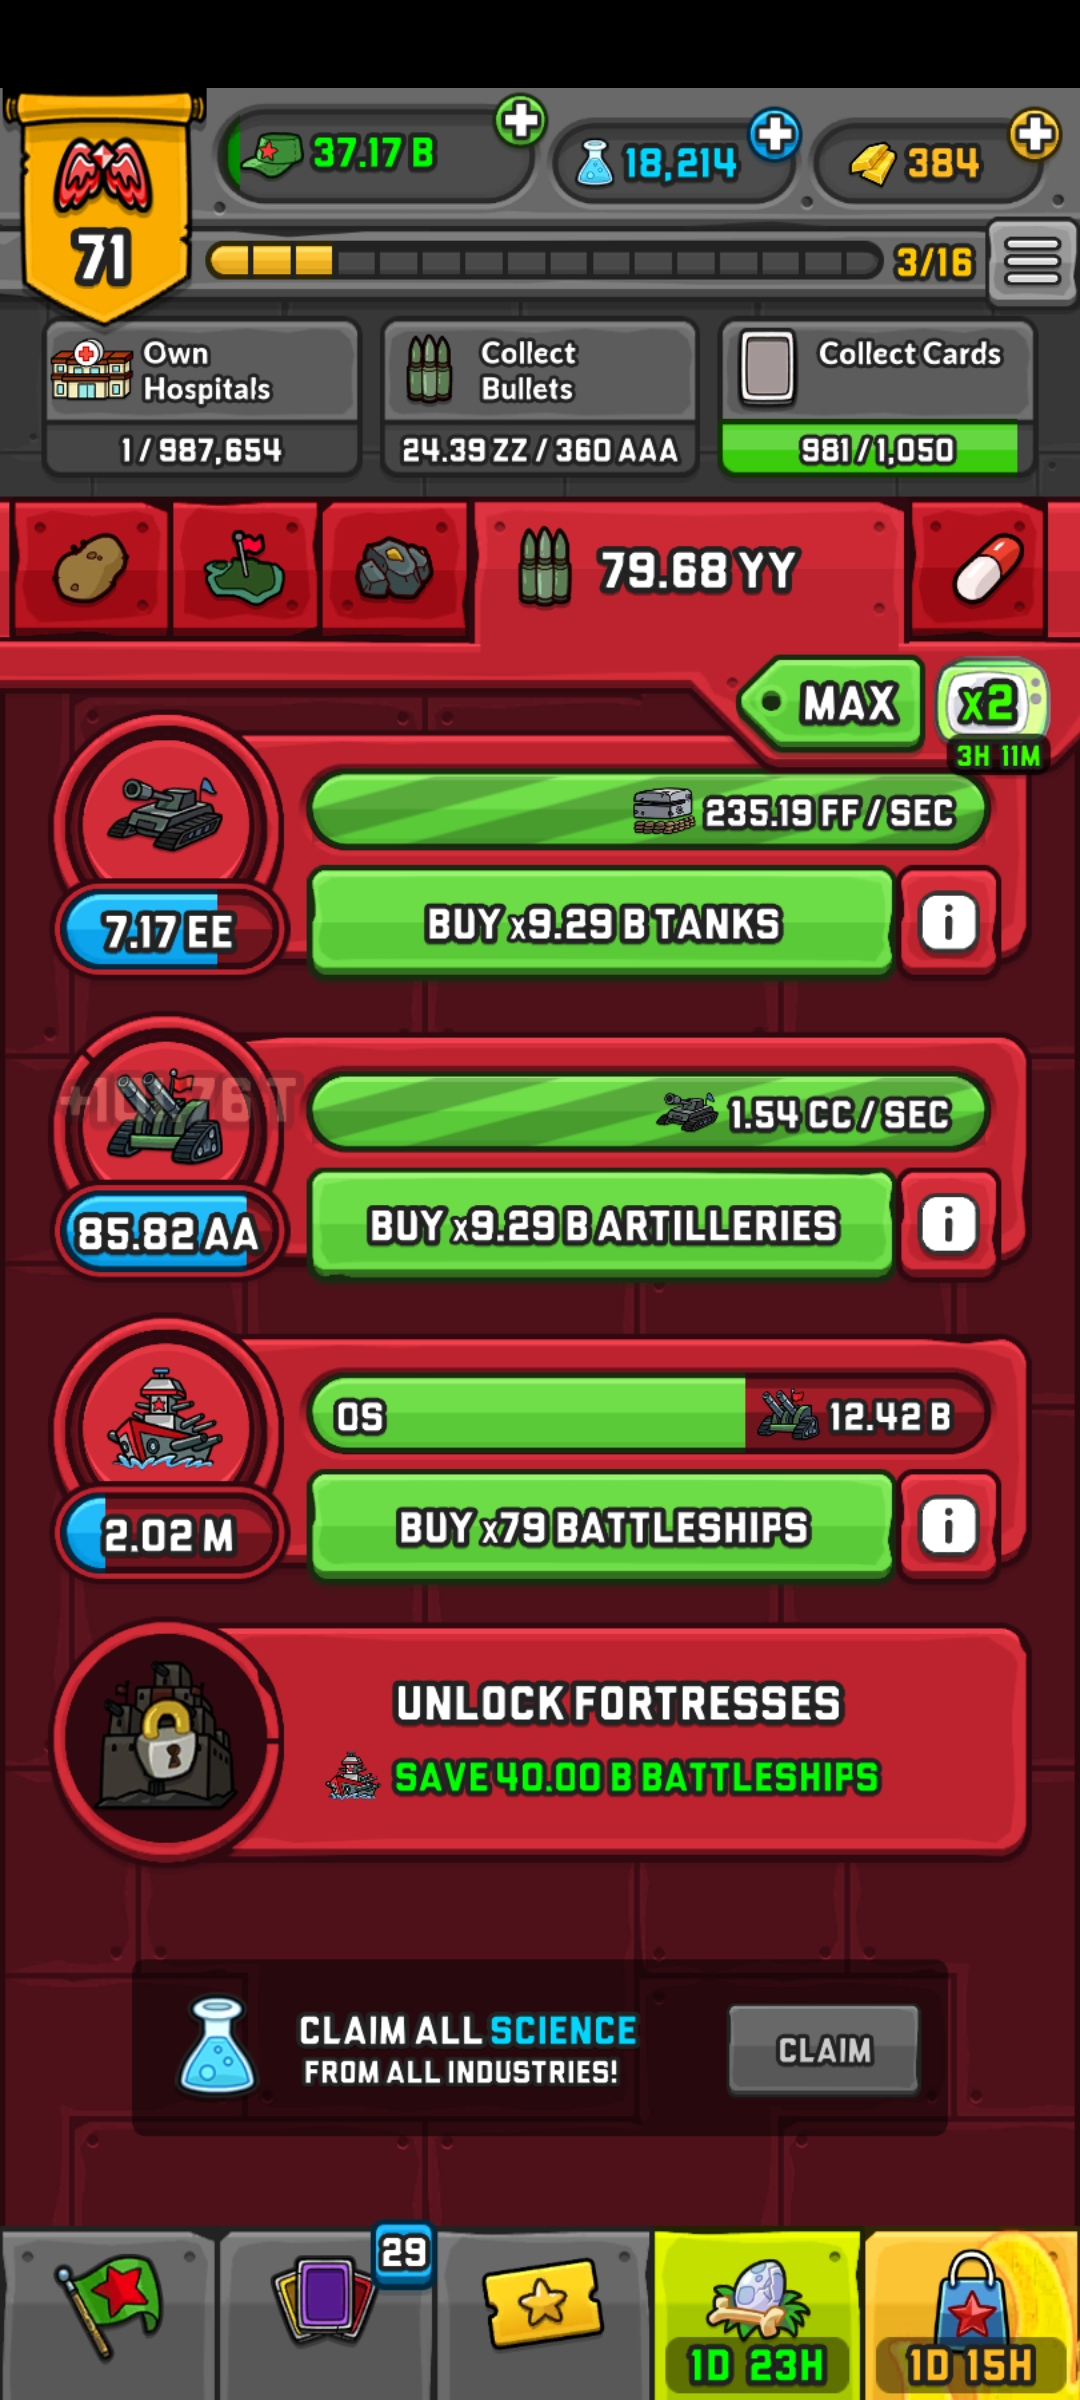 71
37.17 B
18,214
384
3/16
Own
Hospitals
1 / 987,654
Collect
Bullets
24.39 ZZ / 360 AAA
Collect Cards
981 / 1,050
79.68 YY
MAX
x2
3H 11M
235.19 FF / SEC
7.17 EE
BUY x9.29 B TANKS
i
1.54 CC / SEC
85.82 AA
BUY x9.29 B ARTILLERIES
i
0S
12.42 B
2.02 M
BUY x79 BATTLESHIPS
i
UNLOCK FORTRESSES
SAVE 40.00 B BATTLESHIPS
CLAIM ALL SCIENCE
FROM ALL INDUSTRIES!
CLAIM
29
1D 23H
1D 15H